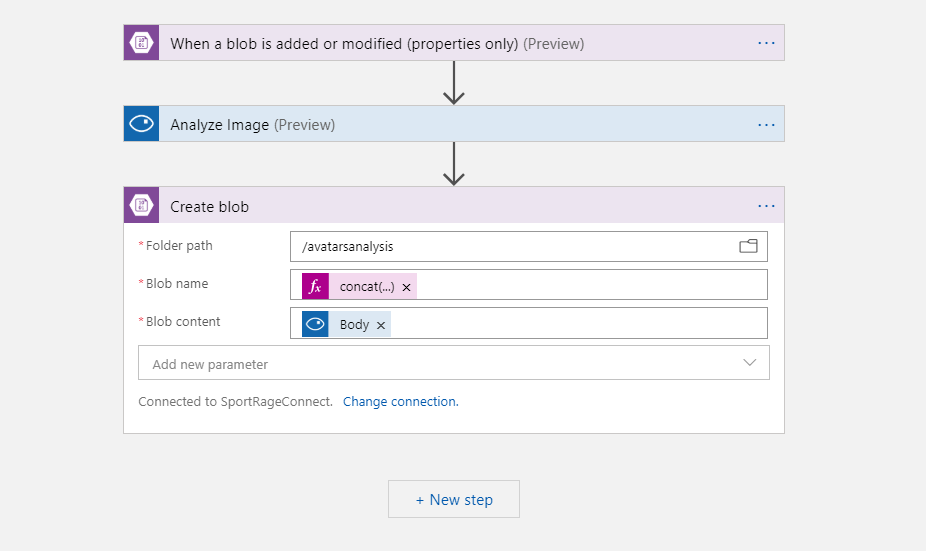 When a blob is added or modified (properties only) (Preview)
Analyze Image (Preview)
Create blob
*Folder path /avatarsanalysis
*Blob name fx concat(...) ×
*Blob content Body ×
Add new parameter
Connected to SportRageConnect. Change connection.
+ New step